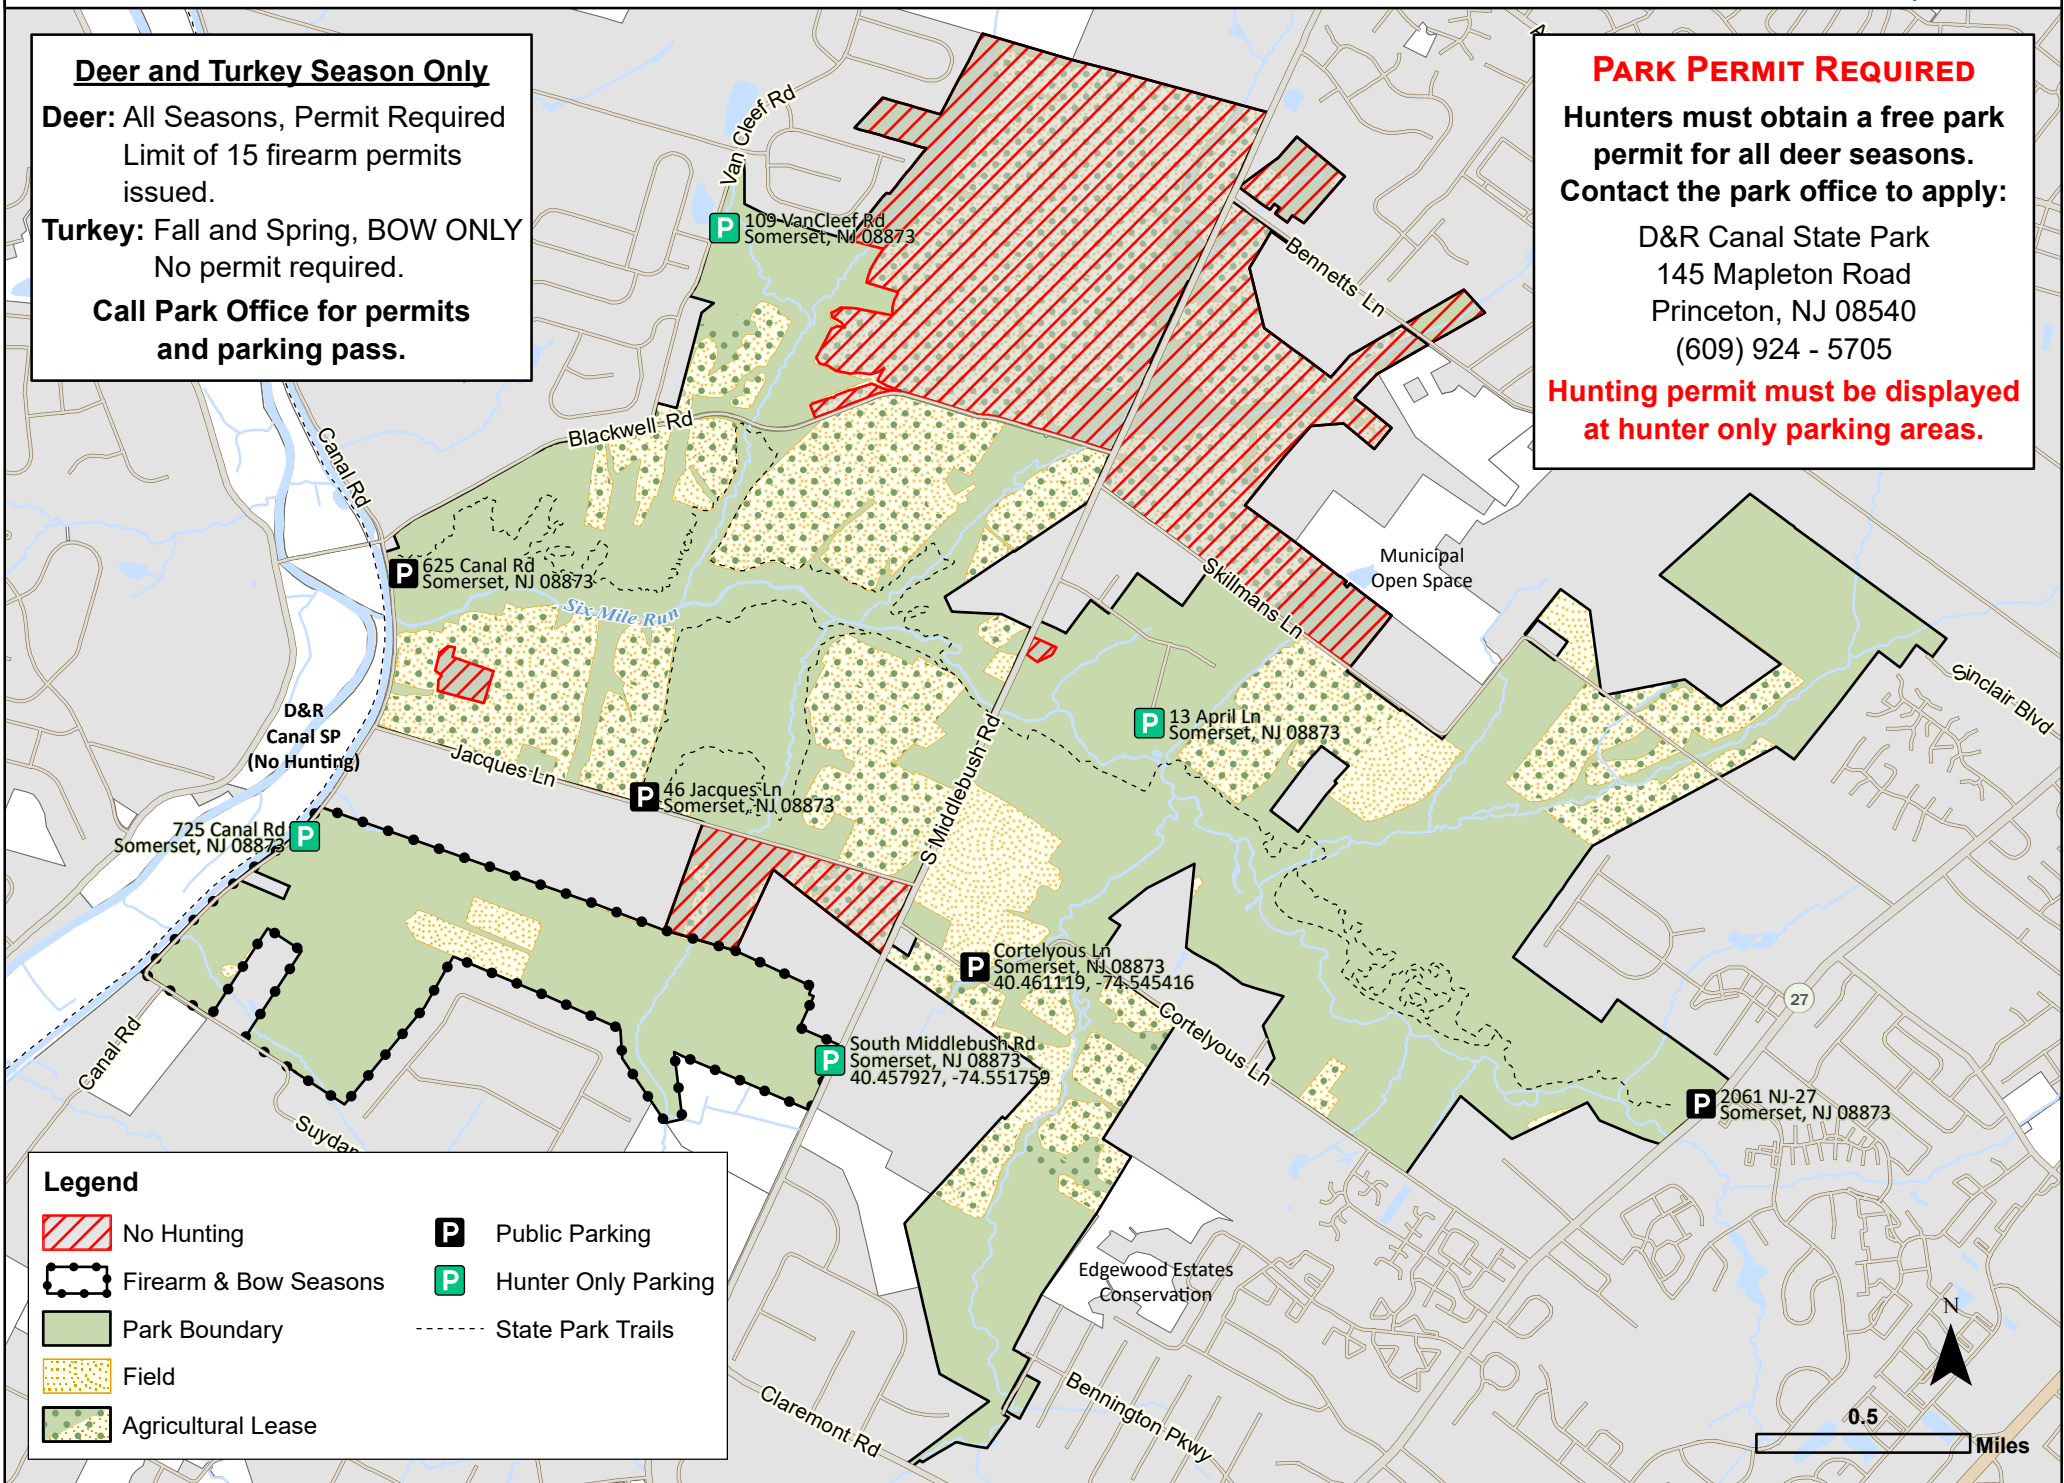 Deer and Turkey Season Only
Deer: All Seasons, Permit Required
Limit of 15 firearm permits
issued.
Turkey: Fall and Spring, BOW ONLY
No permit required.
Call Park Office for permits
and parking pass.
PARK PERMIT REQUIRED
Hunters must obtain a free park
permit for all deer seasons.
Contact the park office to apply:
D&R Canal State Park
145 Mapleton Road
Princeton, NJ 08540
(609) 924 - 5705
Hunting permit must be displayed
at hunter only parking areas.
Van Cleef Rd
P 109 VanCleef Rd
Somerset, NJ 08873
Bennetts Ln
Blackwell Rd
Canal Rd
P 625 Canal Rd
Somerset, NJ 08873
Six Mile Run
Skillmans Ln
Municipal
Open Space
Sinclair Blvd
D&R
Canal SP
(No Hunting)
P 13 April Ln
Somerset, NJ 08873
S Middlebush Rd
Jacques Ln
P 46 Jacques Ln
Somerset, NJ 08873
725 Canal Rd P
Somerset, NJ 08873
P Cortelyous Ln
Somerset, NJ 08873
40.461119, -74.545416
Cortelyous Ln
27
P South Middlebush Rd
Somerset, NJ 08873
40.457927, -74.551759
P 2061 NJ-27
Somerset, NJ 08873
Canal Rd
Suydam
Edgewood Estates
Conservation
Bennington Pkwy
Claremont Rd
Legend
No Hunting
Firearm & Bow Seasons
Park Boundary
Field
Agricultural Lease
P Public Parking
P Hunter Only Parking
State Park Trails
N
0.5
Miles